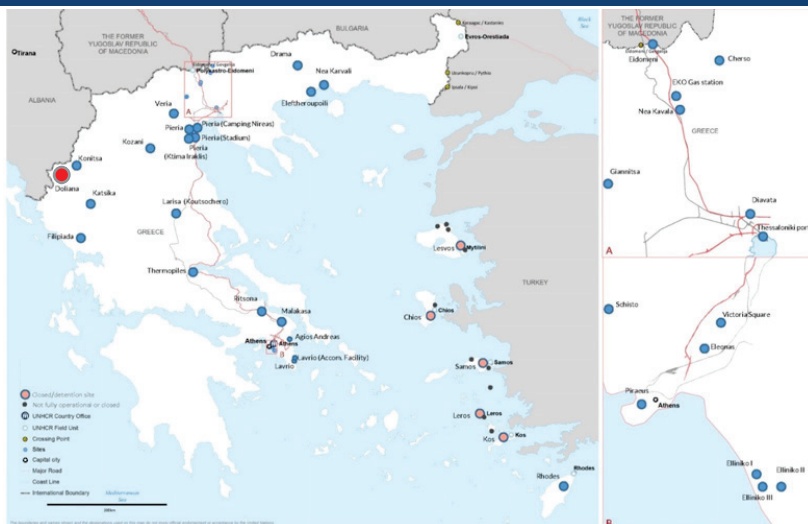 Tirana
THE FORMER
YUGOSLAV REPUBLIC
OF MACEDONIA
BULGARIA
Black
Sea
Evros-Orestiada
Polykastro-Eidomeni
Drama
Nea Karvali
Eleftheroupoili
ALBANIA
A
Veria
Pieria
Pieria (Camping Nireas)
Pieria (Stadium)
Pieria
(Ktima Iraklis)
Kozani
Konitsa
Doliana
Katsika
Larisa (Koutsochero)
Filipiada
GREECE
Thermopiles
Lesvos
Mytilini
TURKEY
Ritsona
Malakasa
Chios
Chios
Agios Andreas
Athens
Athens
B
Lavrio (Accom. Facility)
Lavrio
Samos
Samos
Leros
Leros
Kos
Kos
Rhodes
Rhodes
Closed/detention site
Not fully operational or closed
UNHCR Country Office
UNHCR Field Unit
Crossing Point
Sites
Capital city
Major Road
Coast Line
International Boundary
Mediterranean
Sea
THE FORMER
YUGOSLAV REPUBLIC
OF MACEDONIA
Eidomeni
Cherso
EKO Gas station
Nea Kavala
GREECE
Giannitsa
Diavata
Thessaloniki port
A
Schisto
Victoria Square
Eleonas
Piraeus
Athens
Elliniko I
Elliniko II
Elliniko III
B